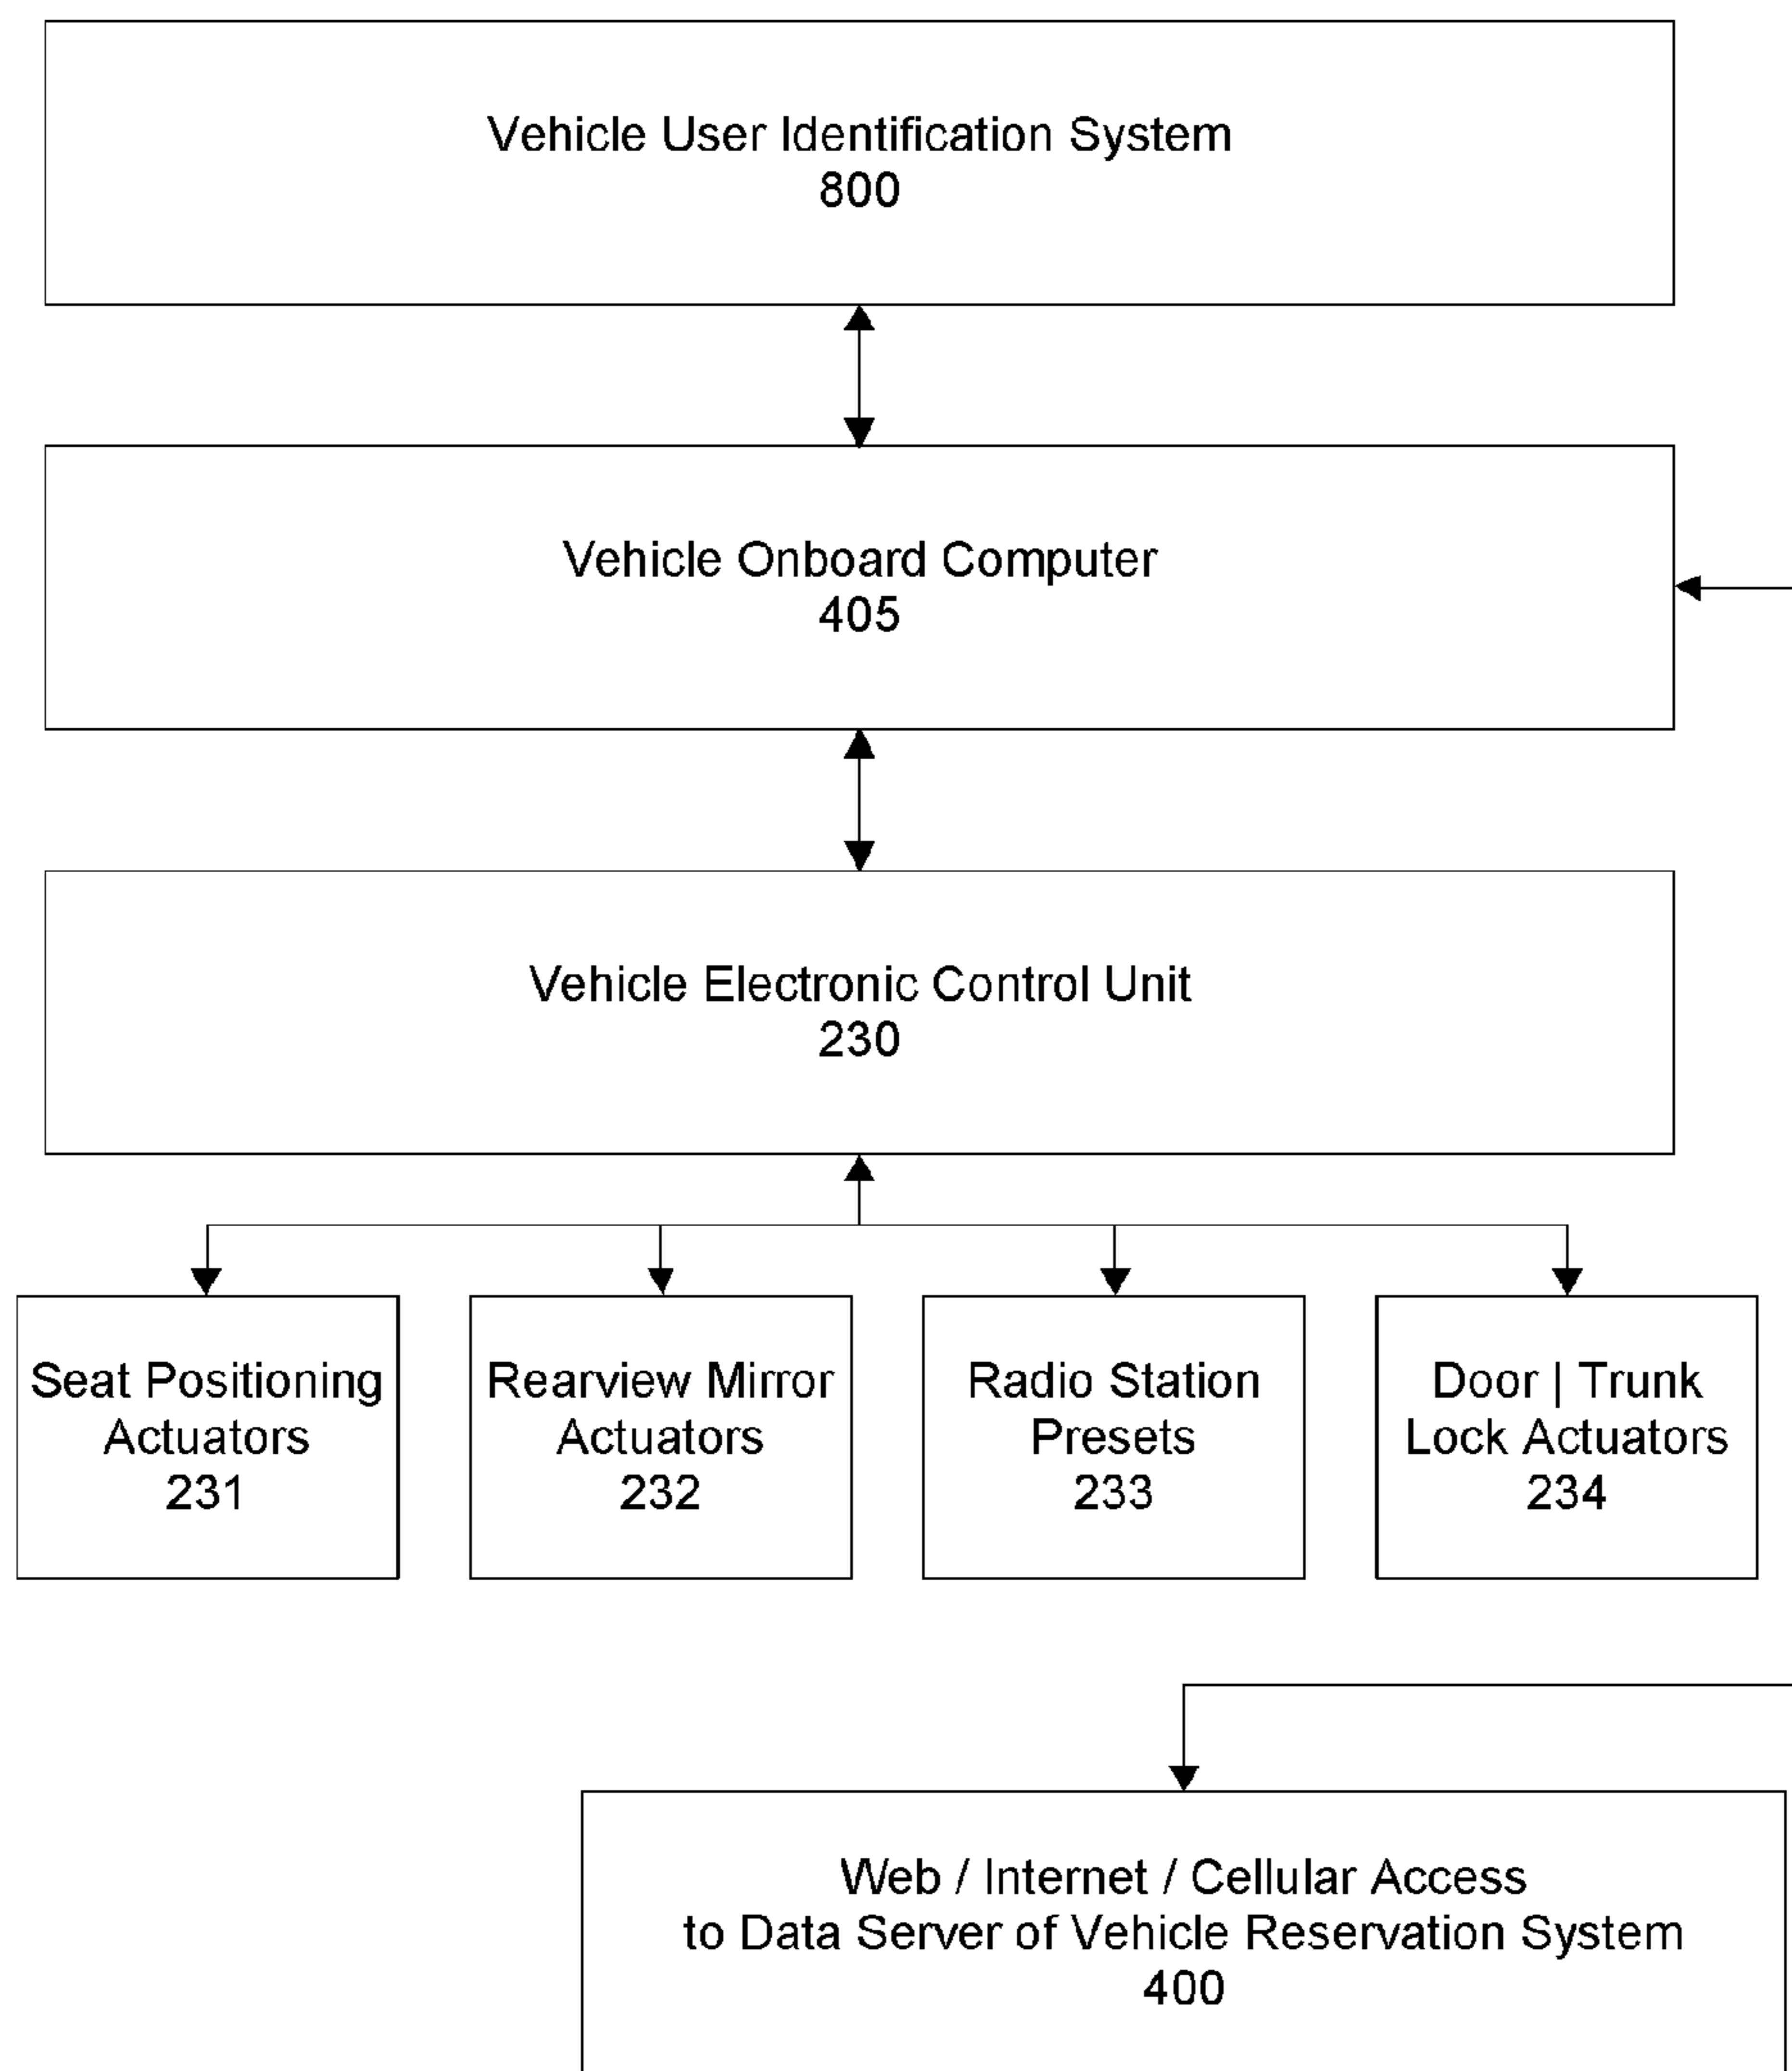 Vehicle User Identification System
800
Vehicle Onboard Computer
405
Vehicle Electronic Control Unit
230
Seat Positioning
Actuators
231
Rearview Mirror
Actuators
232
Radio Station
Presets
233
Door | Trunk
Lock Actuators
234
Web / Internet / Cellular Access
to Data Server of Vehicle Reservation System
400